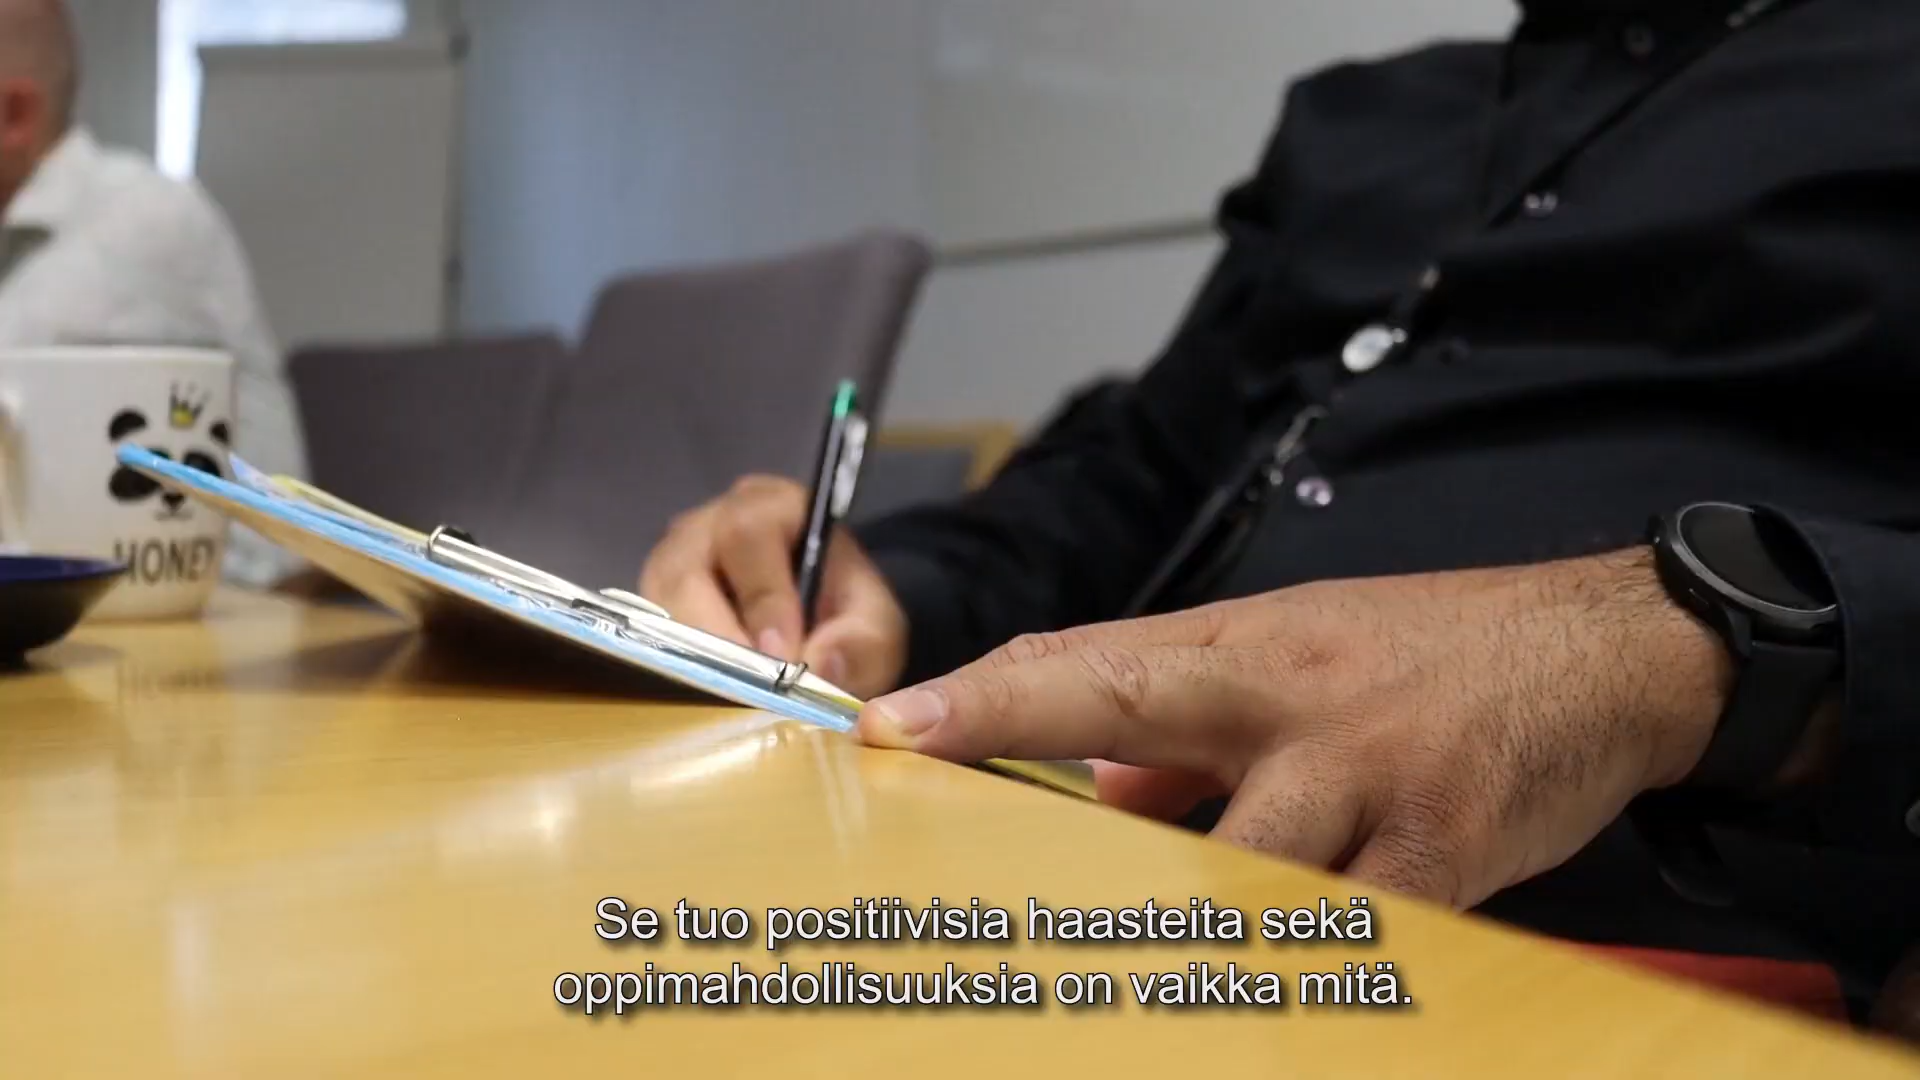 HONEY
Se tuo positiivisia haasteita sekä
oppimahdollisuuksia on vaikka mitä.